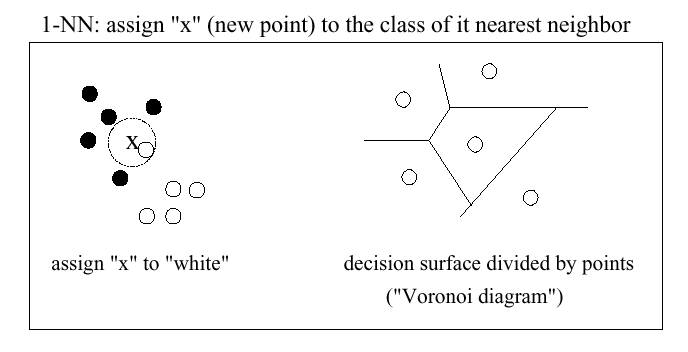 1-NN: assign "x" (new point) to the class of it nearest neighbor
x
assign "x" to "white"
decision surface divided by points
("Voronoi diagram")